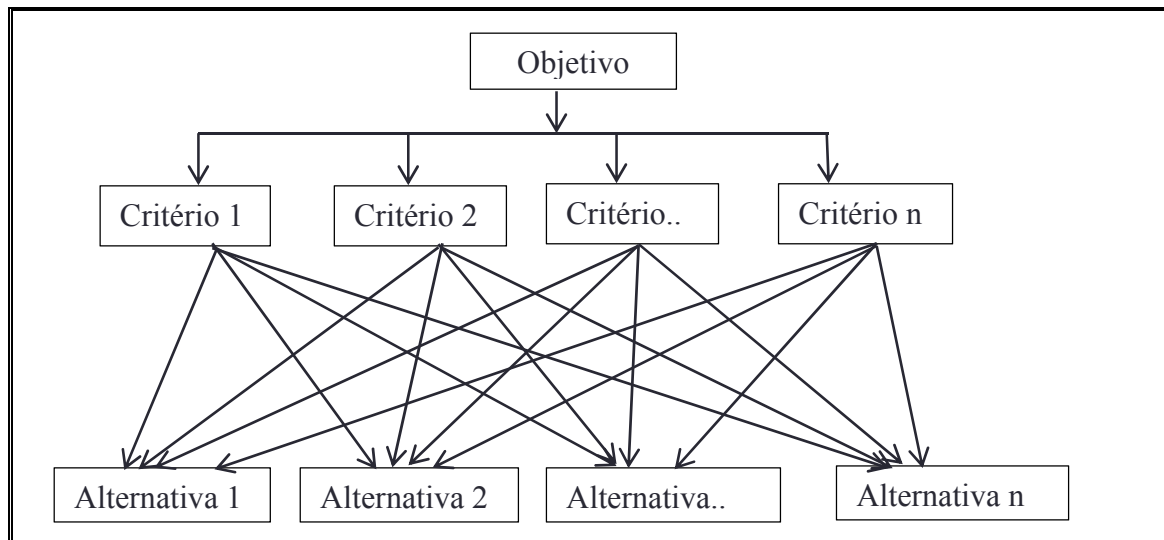 Objetivo
Critério 1
Critério 2
Critério..
Critério n
Alternativa 1
Alternativa 2
Alternativa..
Alternativa n